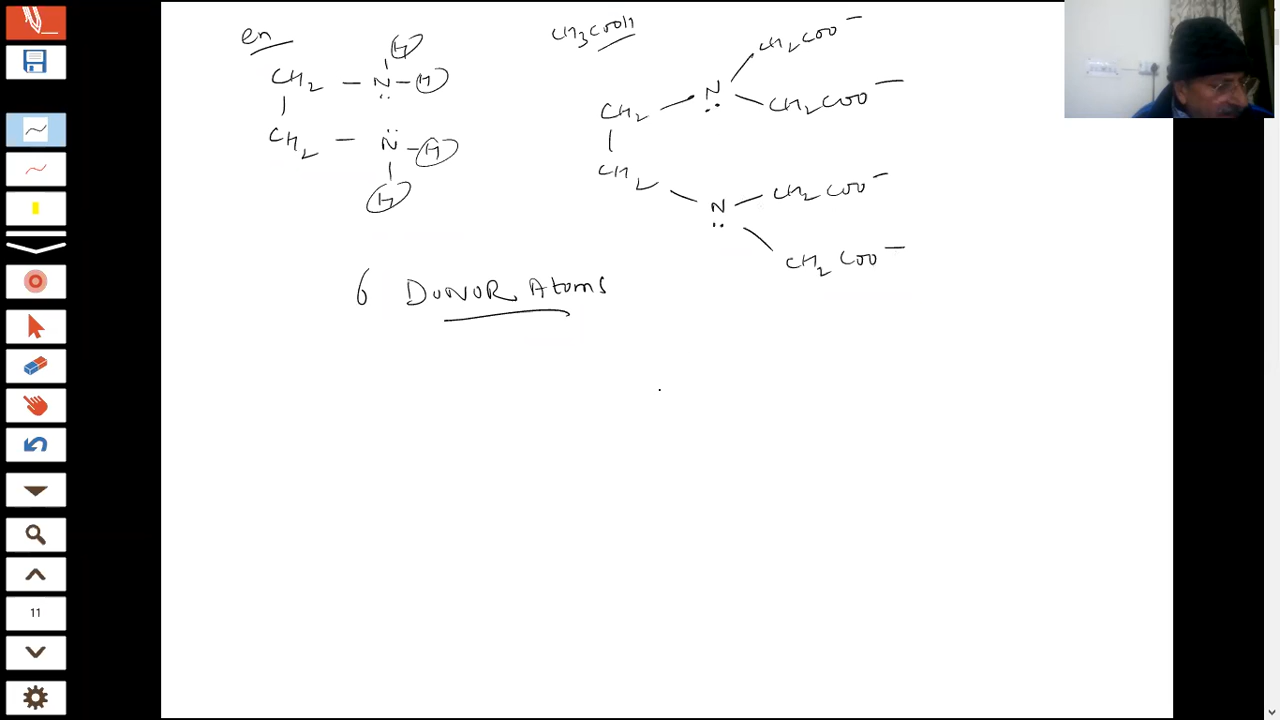 en
CH2 — N̈ — H
H
CH2 — N̈ — H
H
CH3COOH
CH2 — N̈
CH2COO−
CH2COO−
CH2 — N̈
CH2COO−
CH2COO−
6 DONOR Atoms
11